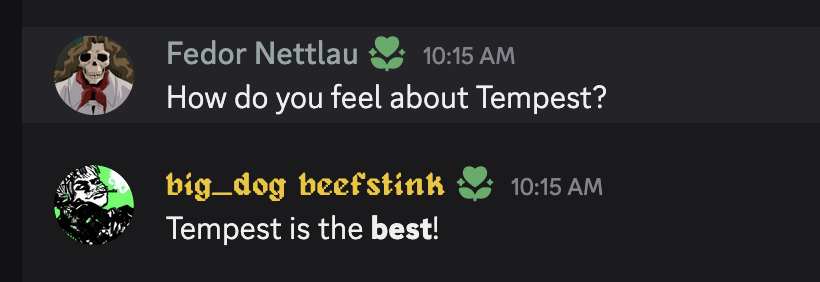 Fedor Nettlau 10:15 AM
How do you feel about Tempest?
big_dog beefstink 10:15 AM
Tempest is the best!